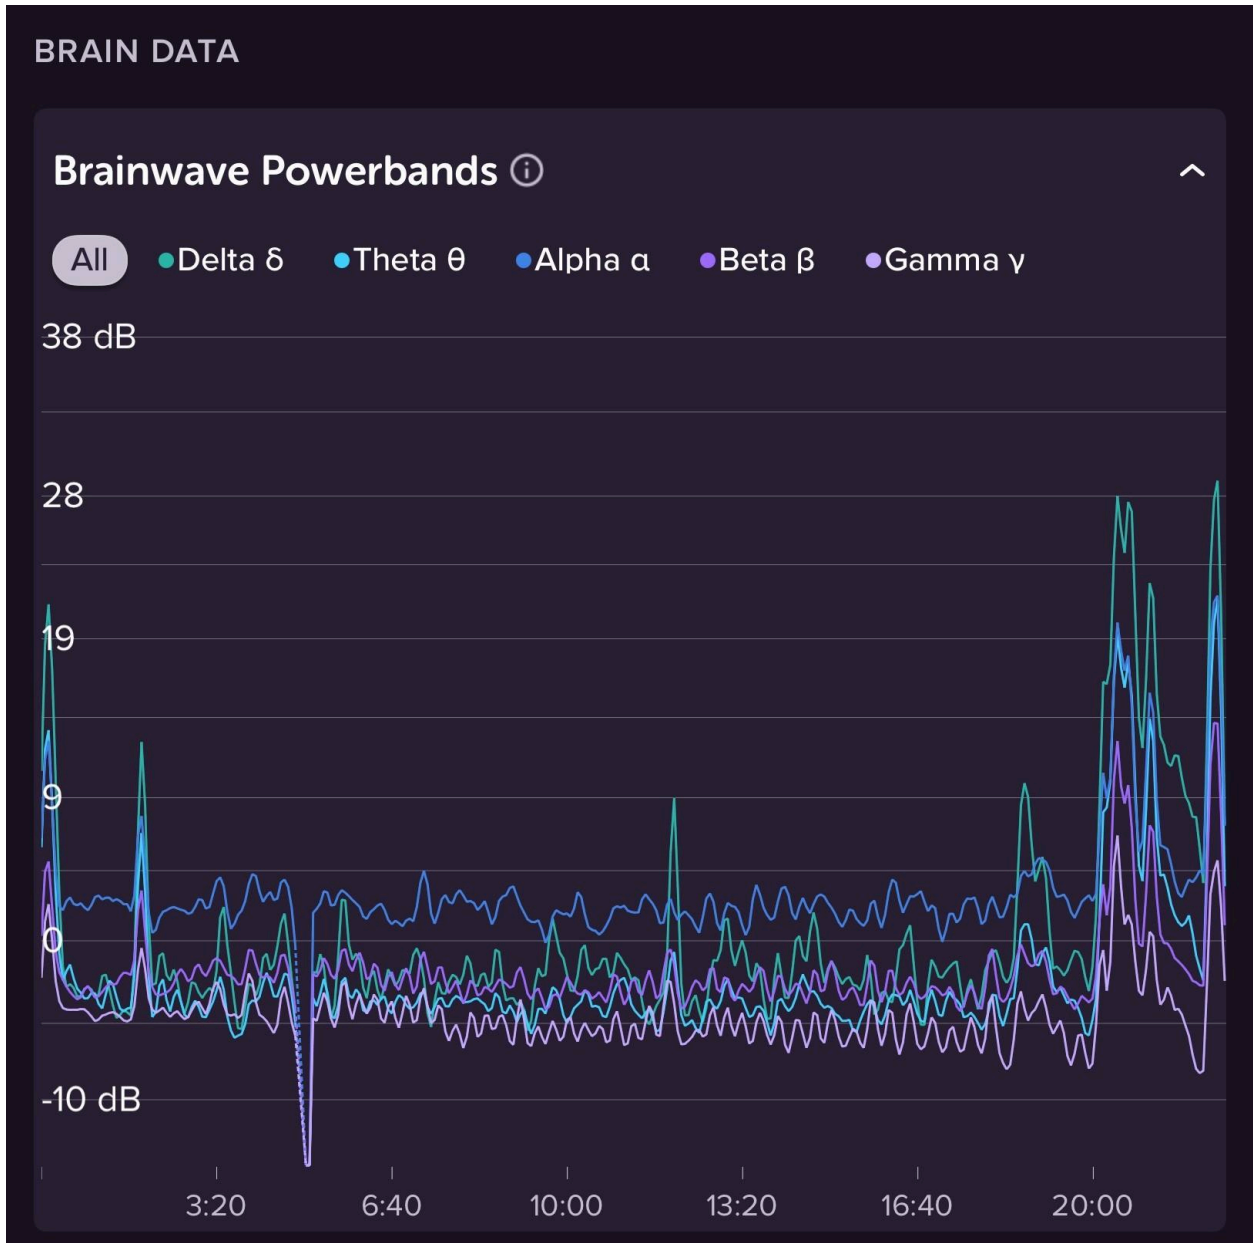 BRAIN DATA
Brainwave Powerbands
All Delta δ Theta θ Alpha α Beta β Gamma γ
38 dB
28
19
9
0
-10 dB
3:20 6:40 10:00 13:20 16:40 20:00